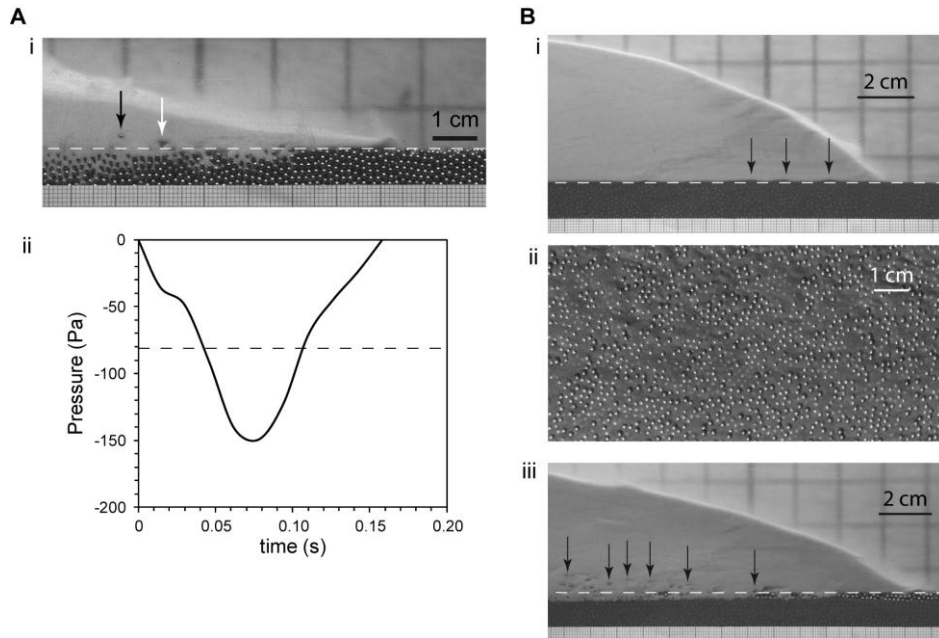 A
i
1 cm
ii
0
-50
-100
-150
-200
Pressure (Pa)
0
0.05
0.10
0.15
0.20
time (s)
B
i
2 cm
ii
1 cm
iii
2 cm